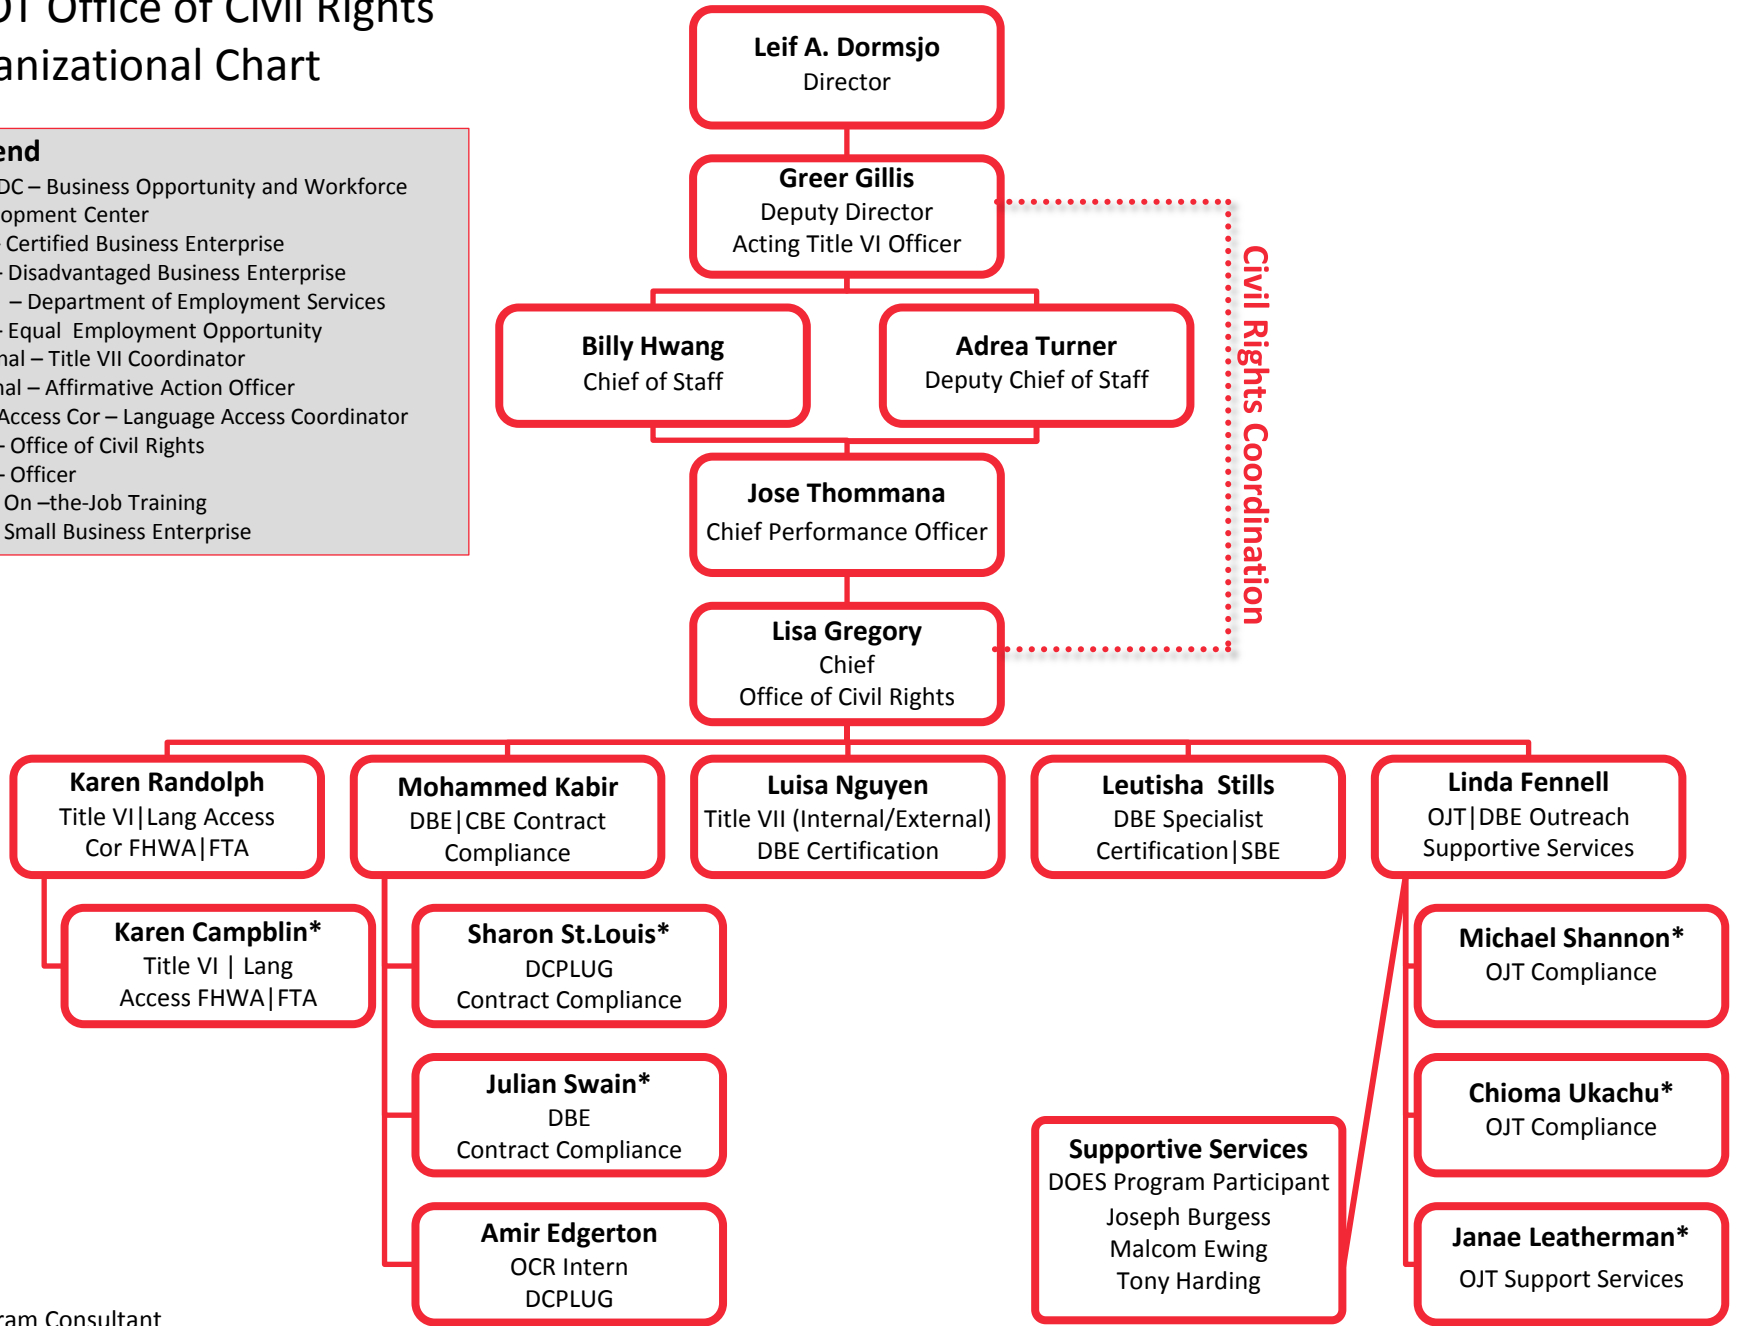 OT Office of Civil Rights
anizational Chart
end
DC – Business Opportunity and Workforce
opment Center
Certified Business Enterprise
- Disadvantaged Business Enterprise
– Department of Employment Services
- Equal Employment Opportunity
nal – Title VII Coordinator
nal – Affirmative Action Officer
Access Cor – Language Access Coordinator
- Office of Civil Rights
- Officer
On –the-Job Training
Small Business Enterprise
Leif A. Dormsjo
Director
Greer Gillis
Deputy Director
Acting Title VI Officer
Billy Hwang
Chief of Staff
Adrea Turner
Deputy Chief of Staff
Civil Rights Coordination
Jose Thommana
Chief Performance Officer
Lisa Gregory
Chief
Office of Civil Rights
Karen Randolph
Title VI|Lang Access
Cor FHWA|FTA
Mohammed Kabir
DBE|CBE Contract
Compliance
Luisa Nguyen
Title VII (Internal/External)
DBE Certification
Leutisha Stills
DBE Specialist
Certification|SBE
Linda Fennell
OJT|DBE Outreach
Supportive Services
Karen Campblin*
Title VI | Lang
Access FHWA|FTA
Sharon St.Louis*
DCPLUG
Contract Compliance
Julian Swain*
DBE
Contract Compliance
Amir Edgerton
OCR Intern
DCPLUG
Supportive Services
DOES Program Participant
Joseph Burgess
Malcom Ewing
Tony Harding
Michael Shannon*
OJT Compliance
Chioma Ukachu*
OJT Compliance
Janae Leatherman*
OJT Support Services
ram Consultant